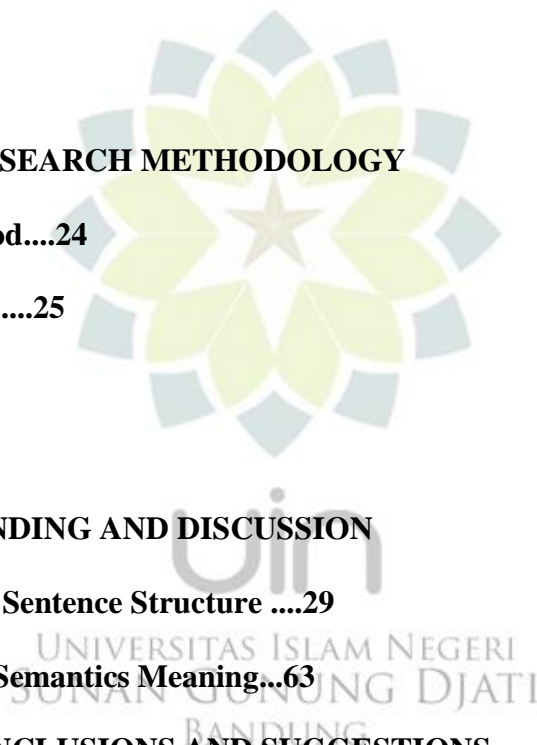 SEARCH METHODOLOGY
od....24
....25
NDING AND DISCUSSION
Sentence Structure ....29
uin
UNIVERSITAS ISLAM NEGERI
Semantics Meaning...63
SUNAN GUNUNG DJATI
BANDUNG
NCLUSIONS AND SUGGESTIONS